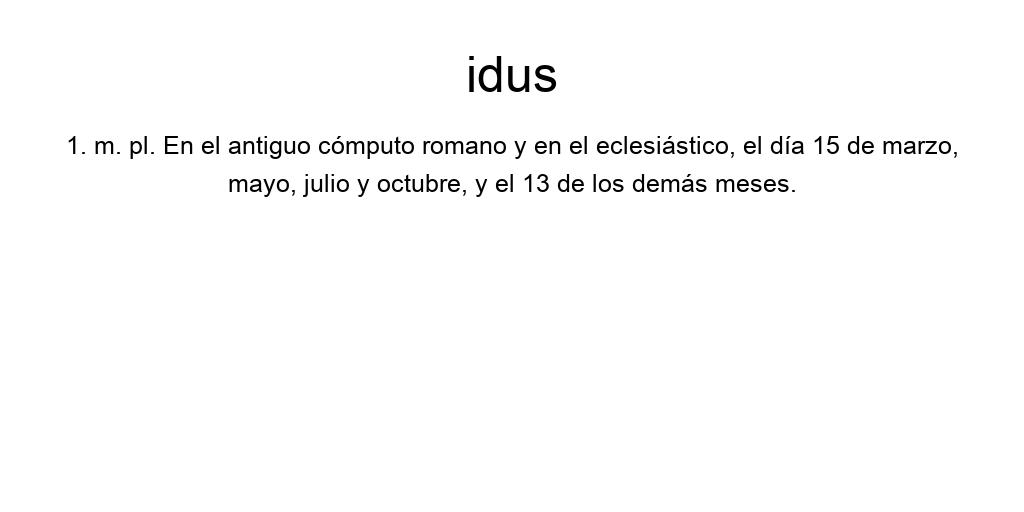 idus
1. m. pl. En el antiguo cómputo romano y en el eclesiástico, el día 15 de marzo,
mayo, julio y octubre, y el 13 de los demás meses.